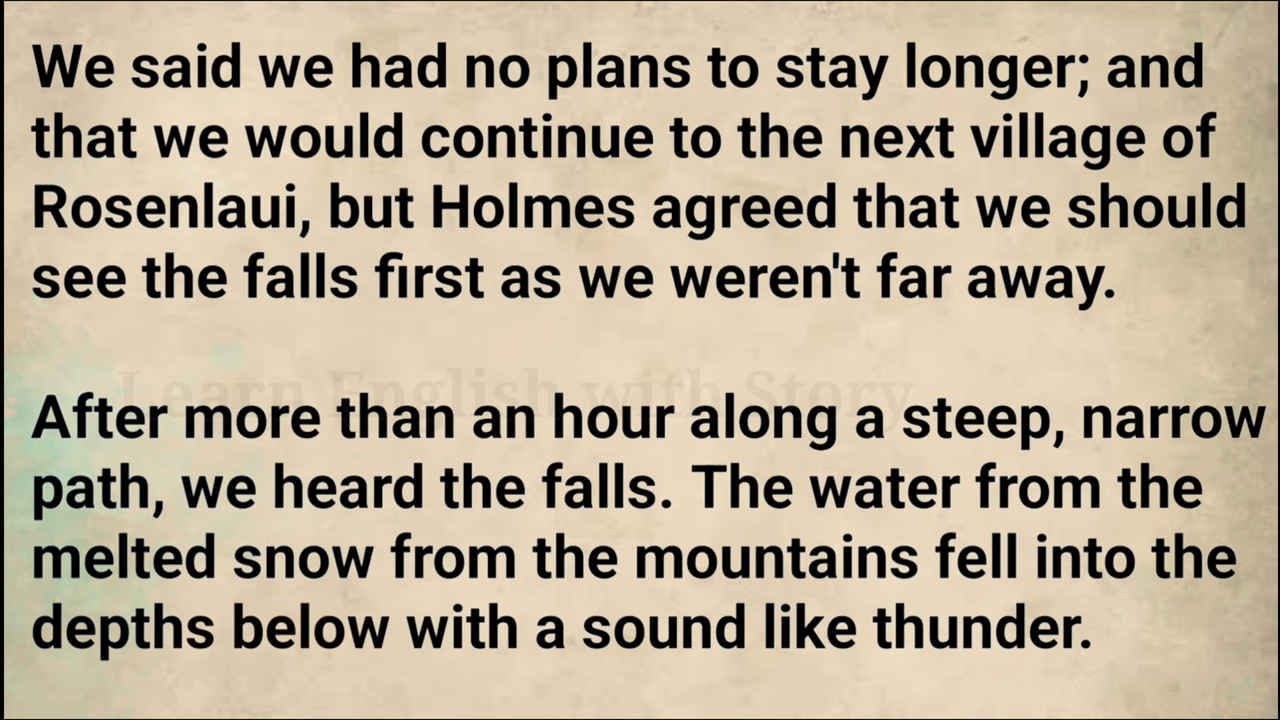 We said we had no plans to stay longer; and
that we would continue to the next village of
Rosenlaui, but Holmes agreed that we should
see the falls first as we weren't far away.
Learn English with Story
After more than an hour along a steep, narrow
path, we heard the falls. The water from the
melted snow from the mountains fell into the
depths below with a sound like thunder.